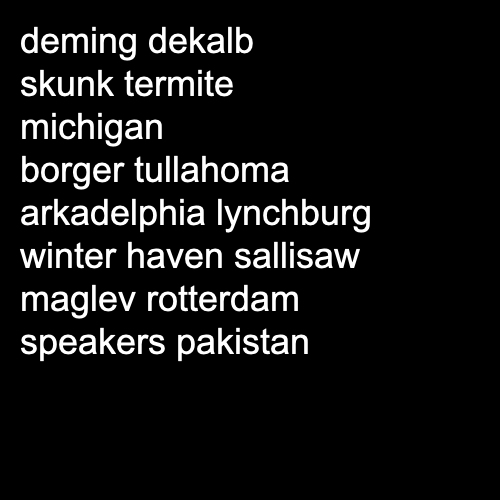 deming dekalb
skunk termite
michigan
borger tullahoma
arkadelphia lynchburg
winter haven sallisaw
maglev rotterdam
speakers pakistan